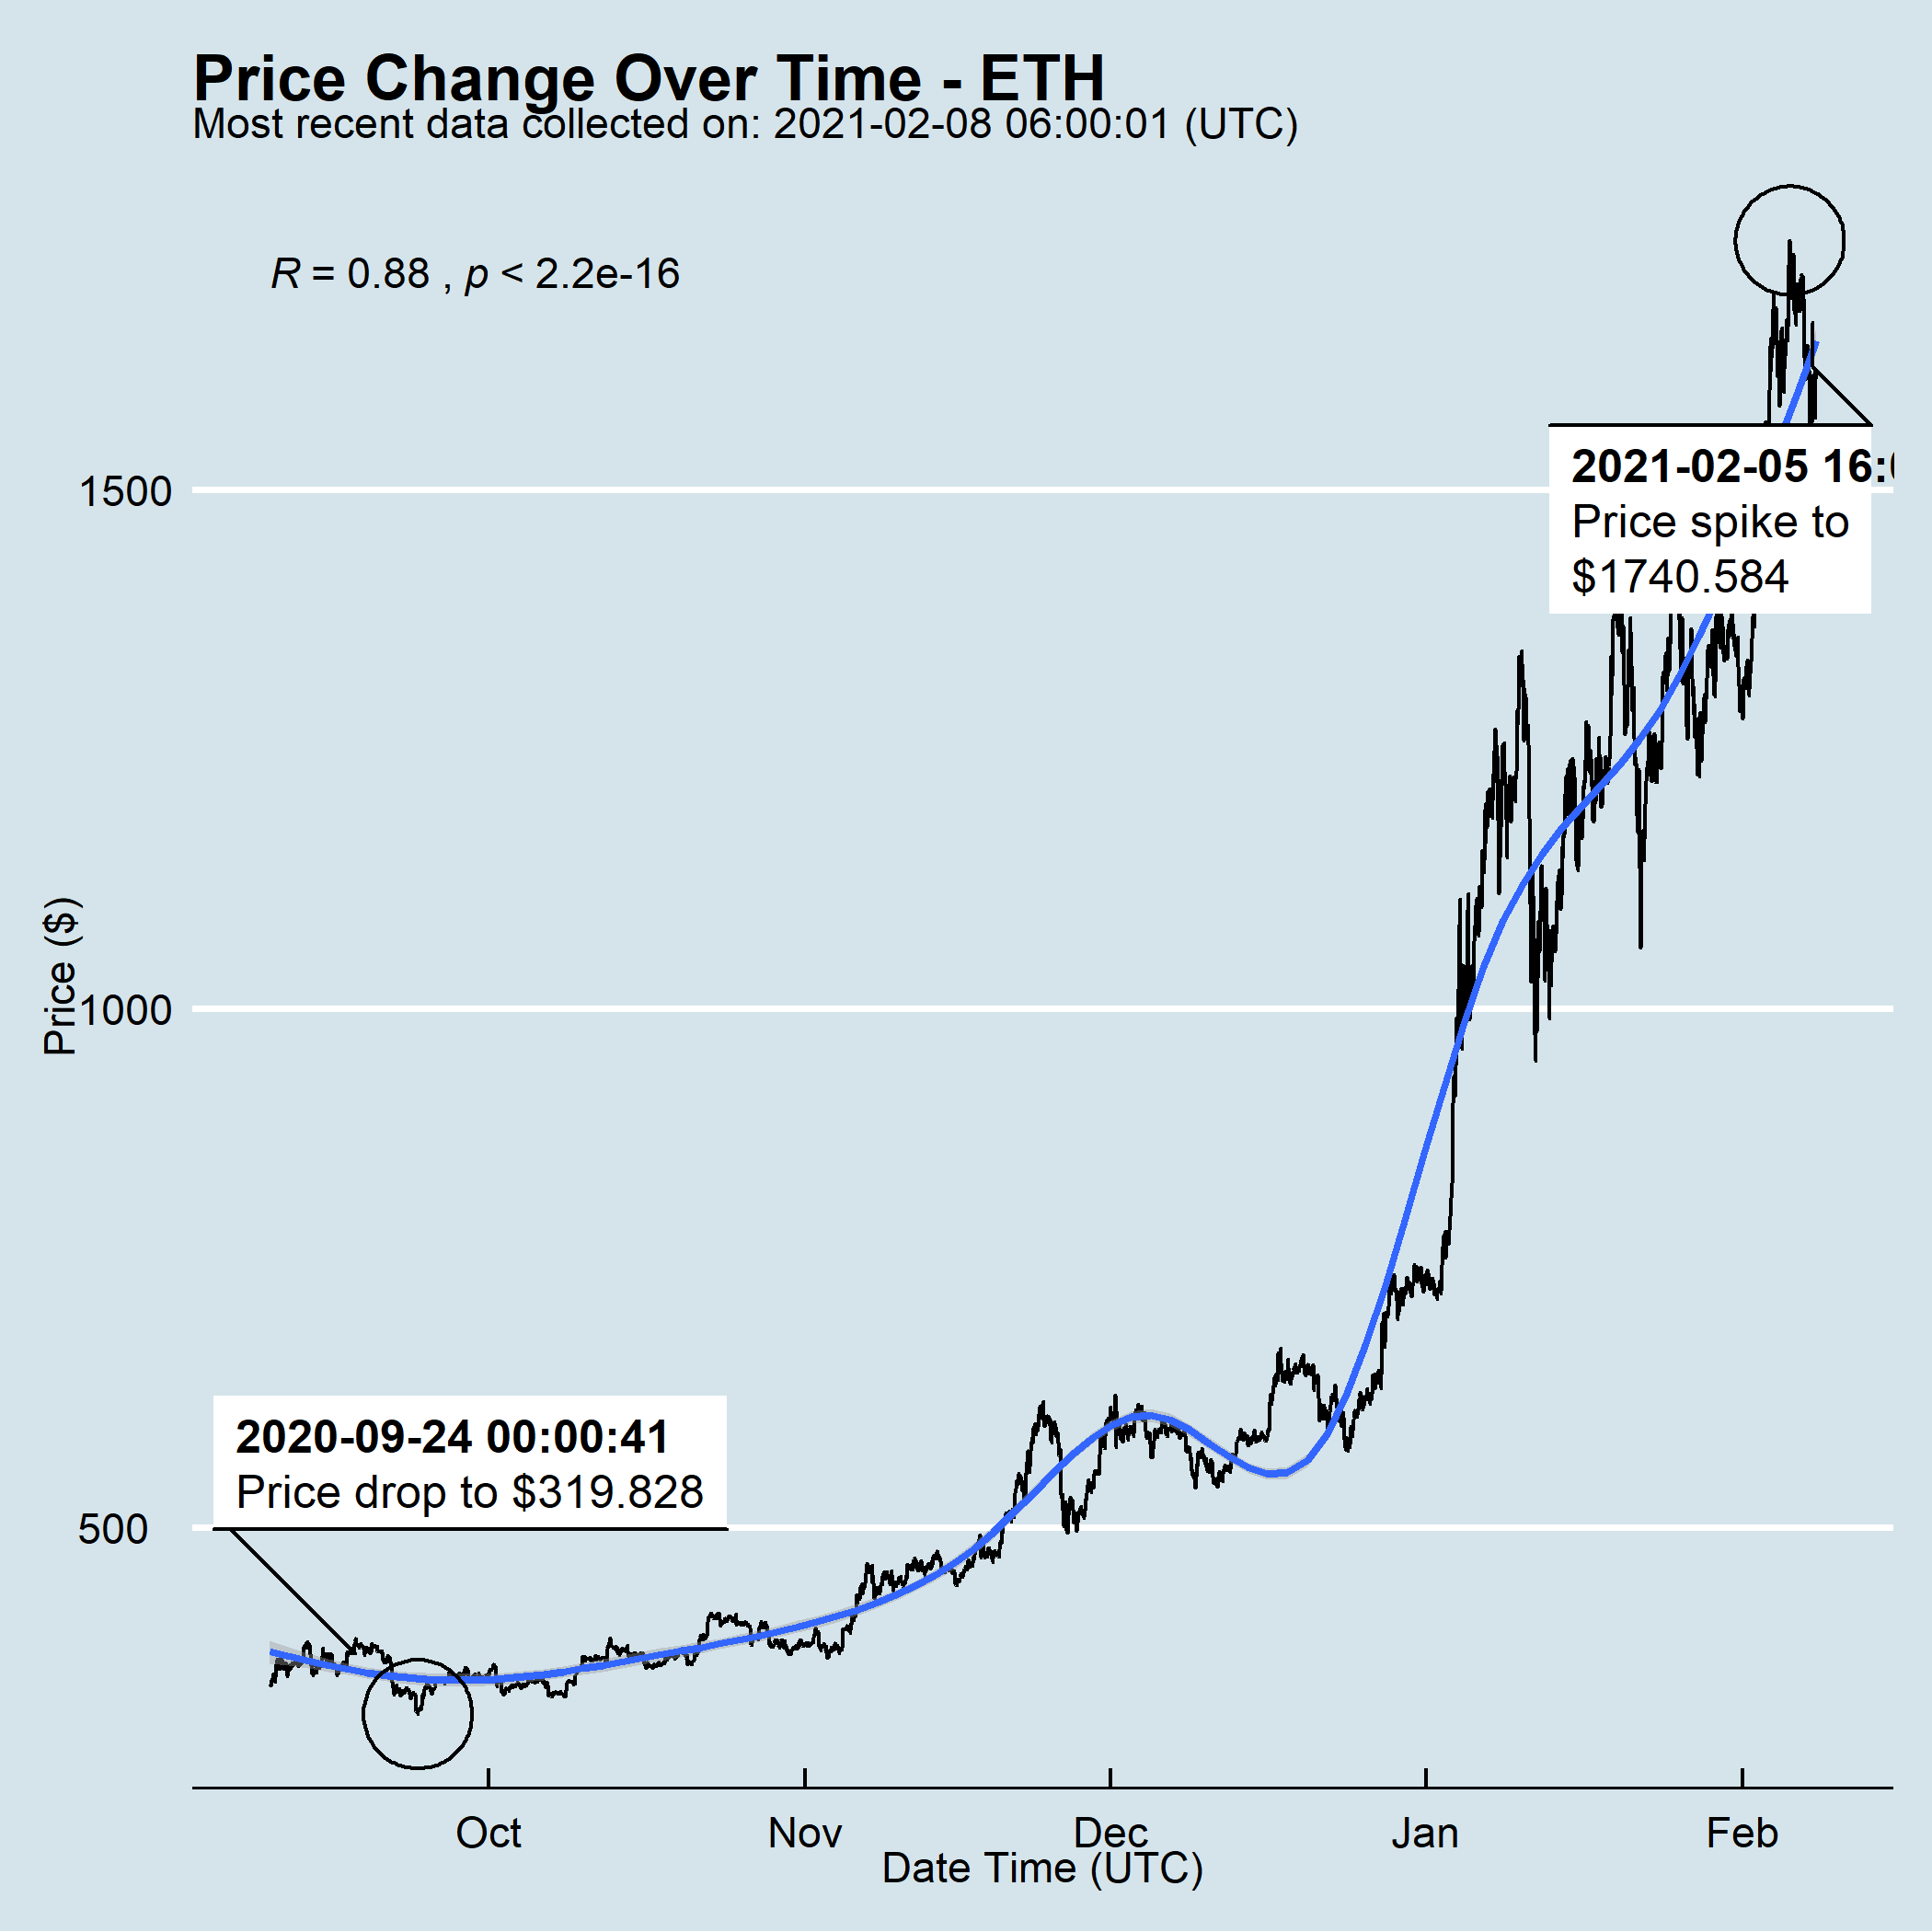 Price Change Over Time - ETH
Most recent data collected on: 2021-02-08 06:00:01 (UTC)
R = 0.88 , p < 2.2e-16
2021-02-05 16:
Price spike to
$1740.584
1500
1000
500
Price ($)
2020-09-24 00:00:41
Price drop to $319.828
Oct
Nov
Dec
Jan
Feb
Date Time (UTC)